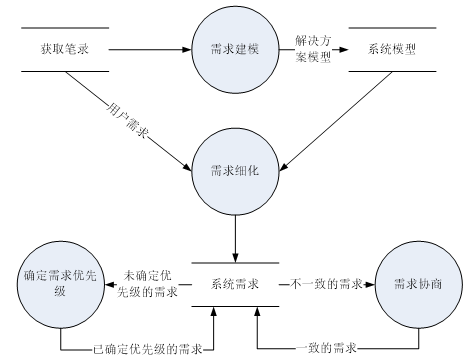 获取笔录
需求建模
解决方
案模型
系统模型
用户需求
需求细化
确定需求优先
级
未确定优
先级的需求
系统需求
不一致的需求
需求协商
已确定优先级的需求
一致的需求